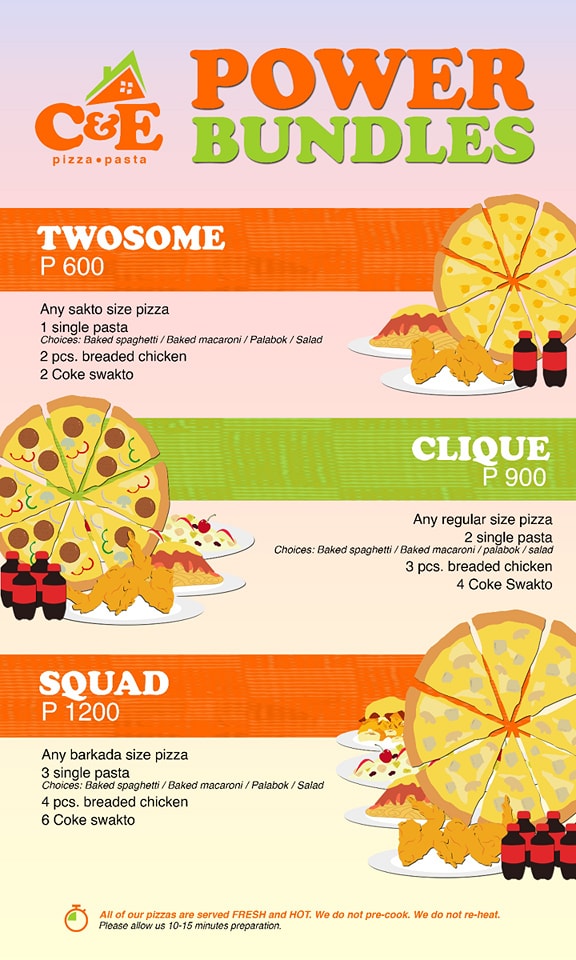 C&E
pizza•pasta
POWER
BUNDLES
TWOSOME
P 600
Any sakto size pizza
1 single pasta
Choices: Baked spaghetti / Baked macaroni / Palabok / Salad
2 pcs. breaded chicken
2 Coke swakto
CLIQUE
P 900
Any regular size pizza
2 single pasta
Choices: Baked spaghetti / Baked macaroni / palabok / salad
3 pcs. breaded chicken
4 Coke Swakto
SQUAD
P 1200
Any barkada size pizza
3 single pasta
Choices: Baked spaghetti / Baked macaroni / Palabok / Salad
4 pcs. breaded chicken
6 Coke swakto
All of our pizzas are served FRESH and HOT. We do not pre-cook. We do not re-heat.
Please allow us 10-15 minutes preparation.